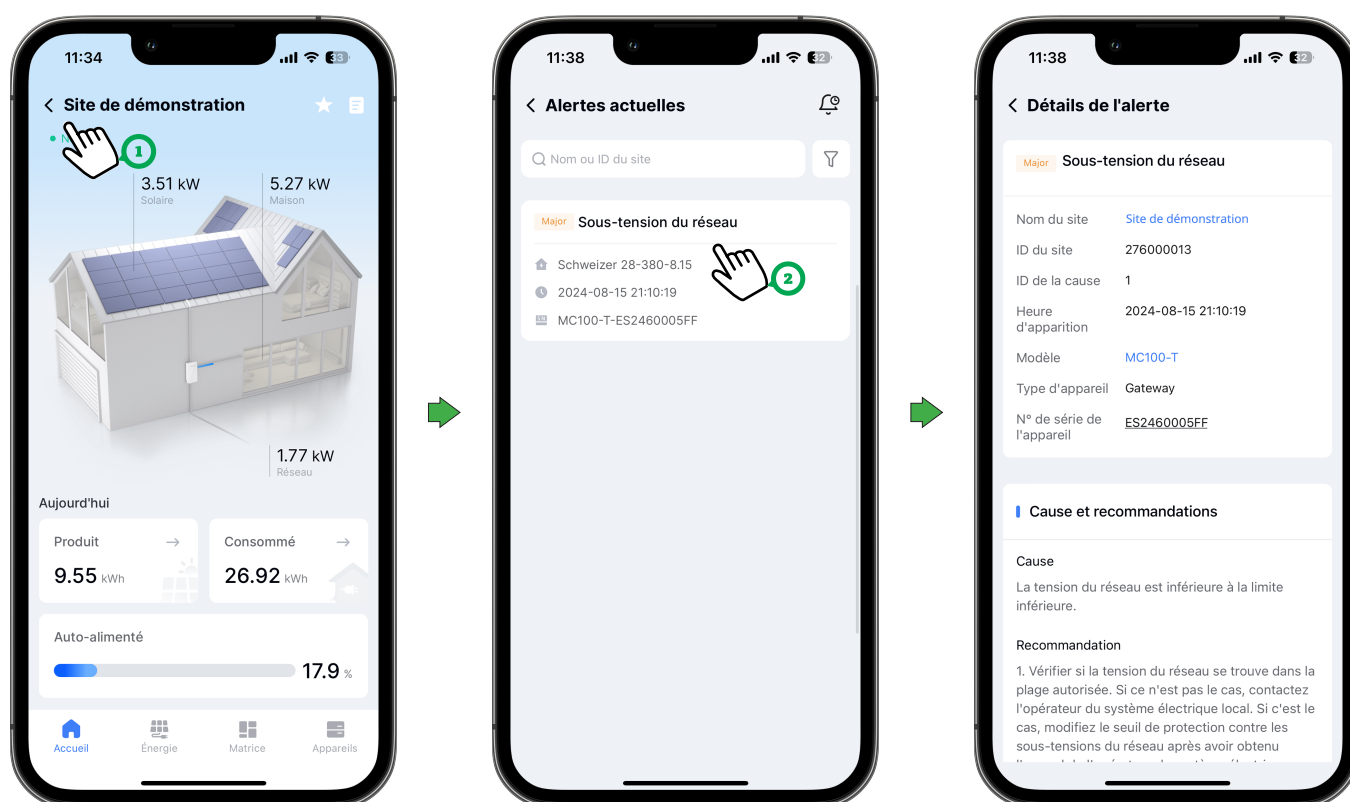 11:34
33
Site de démonstration
1
3.51 kW
Solaire
5.27 kW
Maison
1.77 kW
Réseau
Aujourd'hui
Produit
9.55 kWh
Consommé
26.92 kWh
Auto-alimenté
17.9 %
Accueil
Énergie
Matrice
Appareils
11:38
32
Alertes actuelles
Nom ou ID du site
Major Sous-tension du réseau
Schweizer 28-380-8.15
2
2024-08-15 21:10:19
MC100-T-ES2460005FF
11:38
32
Détails de l'alerte
Major Sous-tension du réseau
Nom du site Site de démonstration
ID du site 276000013
ID de la cause 1
Heure
d'apparition 2024-08-15 21:10:19
Modèle MC100-T
Type d'appareil Gateway
N° de série de
l'appareil ES2460005FF
Cause et recommandations
Cause
La tension du réseau est inférieure à la limite
inférieure.
Recommandation
1. Vérifier si la tension du réseau se trouve dans la
plage autorisée. Si ce n'est pas le cas, contactez
l'opérateur du système électrique local. Si c'est le
cas, modifiez le seuil de protection contre les
sous-tensions du réseau après avoir obtenu